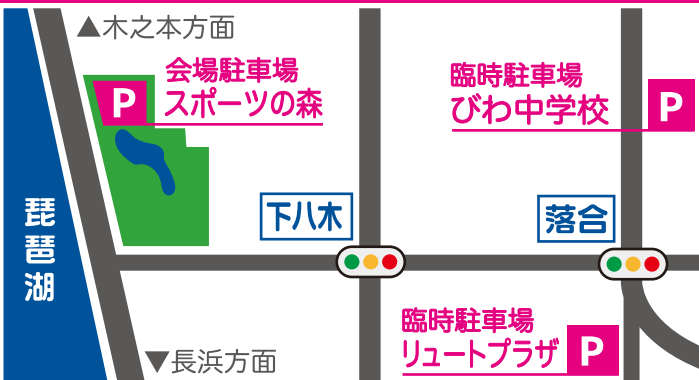 ▲木之本方面
会場駐車場
P
スポーツの森
臨時駐車場
びわ中学校
P
琵琶湖
下八木
落合
臨時駐車場
リュートプラザ
P
▼長浜方面